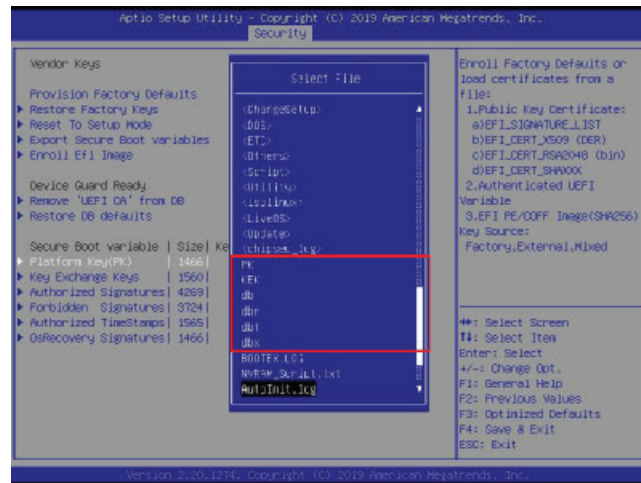 Aptio Setup Utility - Copyright (C) 2019 American Megatrends, Inc.
Security
Vendor Keys
Provision Factory Defaults
Restore Factory Keys
Reset To Setup Mode
Export Secure Boot variables
Enroll Efi Image
Device Guard Ready
Remove 'UEFI CA' from DB
Restore DB defaults
Secure Boot variable | Size| Ke
Platform Key(PK) | 1466|
Key Exchange Keys | 1560|
Authorized Signatures| 4269|
Forbidden Signatures| 3724|
Authorized TimeStamps| 1565|
OsRecovery Signatures| 1466|
Select File
<ChangeSetup>
<DOS>
<ETC>
<Others>
<Script>
<Utility>
<isolinux>
<LiveOS>
<Update>
<chipsec_log>
PK
KEK
db
dbr
dbt
dbx
BOOTEX.LOG
NVRAM_Script.txt
AutoInit.log
Enroll Factory Defaults or
load certificates from a
file:
1.Public Key Certificate:
a)EFI_SIGNATURE_LIST
b)EFI_CERT_X509 (DER)
c)EFI_CERT_RSA2048 (bin)
d)EFI_CERT_SHAXXX
2.Authenticated UEFI
Variable
3.EFI PE/COFF Image(SHA256)
Key Source:
Factory,External,Mixed
↔: Select Screen
↑↓: Select Item
Enter: Select
+/-: Change Opt.
F1: General Help
F2: Previous Values
F3: Optimized Defaults
F4: Save & Exit
ESC: Exit
Version 2.20.1274. Copyright (C) 2019 American Megatrends, Inc.